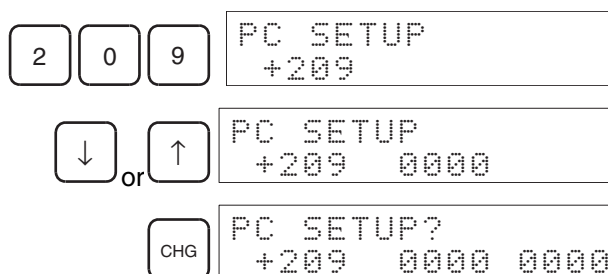 2 0 9
PC SETUP
+209
↓ or ↑
PC SETUP
+209 0000
CHG
PC SETUP?
+209 0000 0000